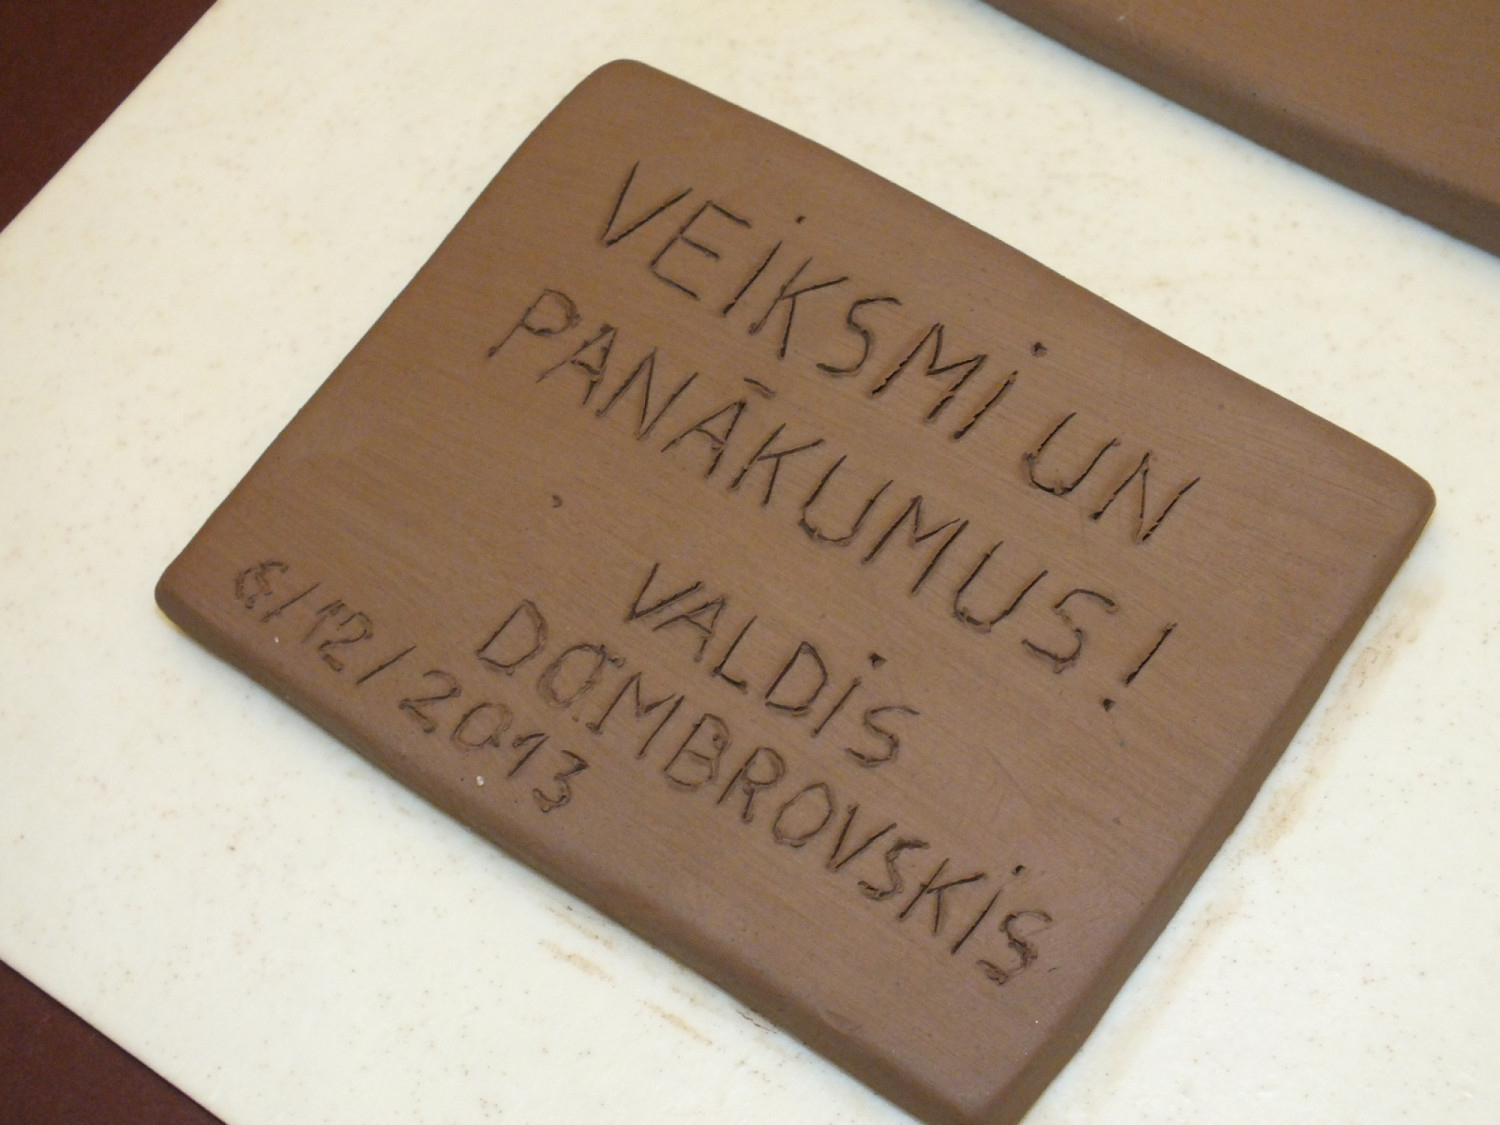 VEIKSMI UN
PANĀKUMUS!
VALDIS
DOMBROVSKIS
6/12/2013